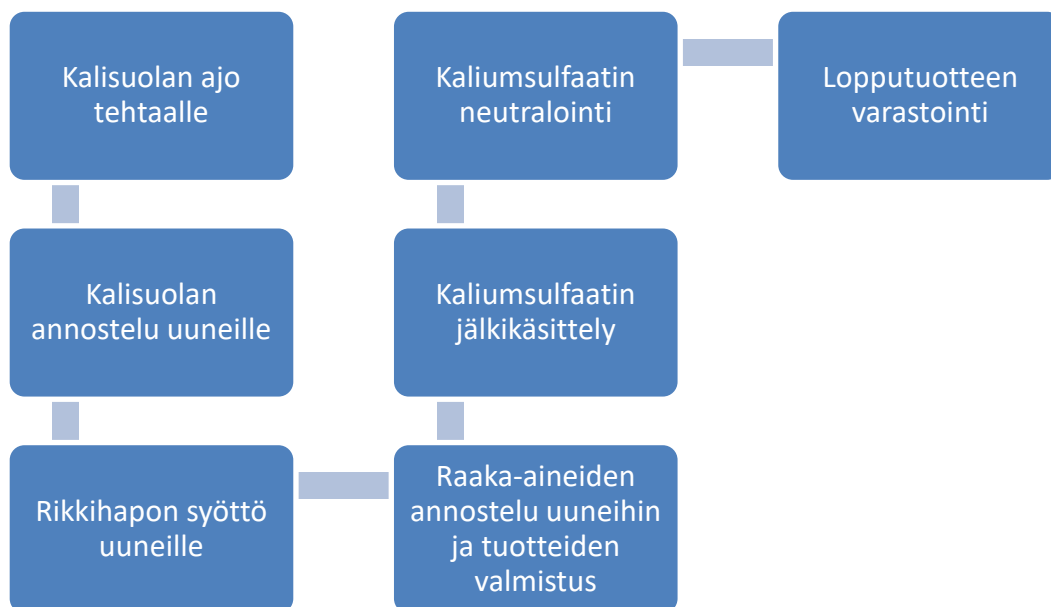 Kalisuolan ajo
tehtaalle
Kalisuolan
annostelu uuneille
Rikkihapon syöttö
uuneille
Raaka-aineiden
annostelu uuneihin
ja tuotteiden
valmistus
Kaliumsulfaatin
jälkikäsittely
Kaliumsulfaatin
neutralointi
Lopputuotteen
varastointi